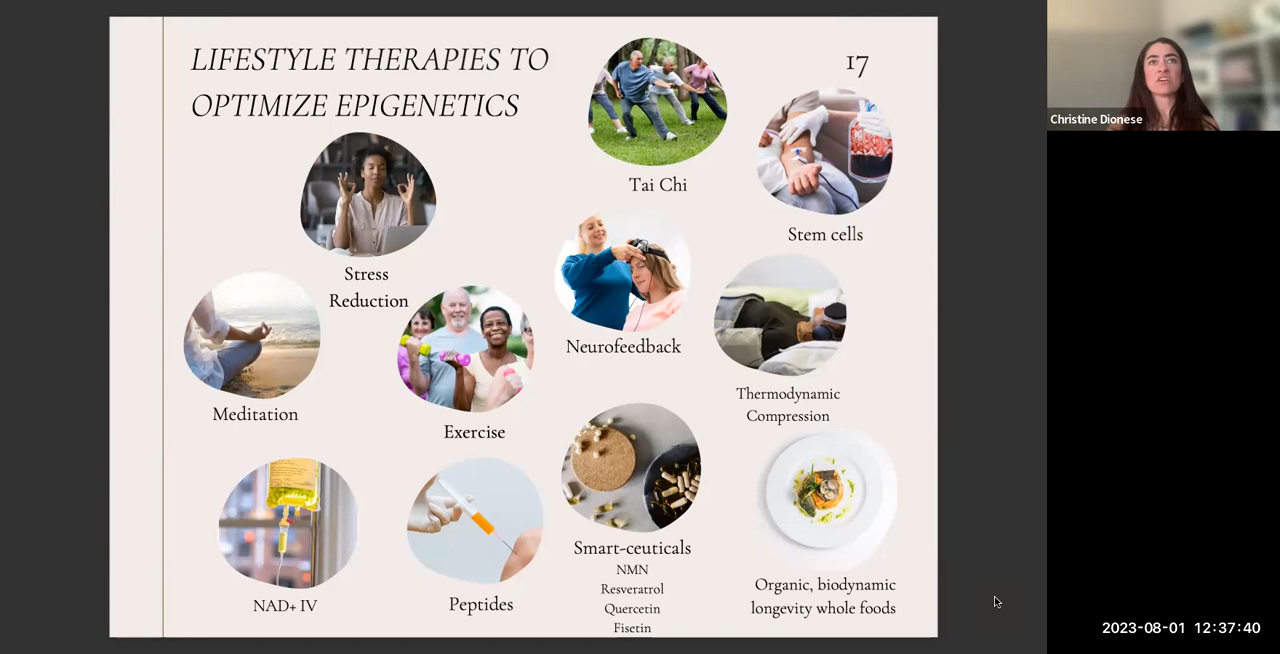 LIFESTYLE THERAPIES TO
OPTIMIZE EPIGENETICS
17
Christine Dionese
Tai Chi
Stem cells
Stress
Reduction
Neurofeedback
Thermodynamic
Compression
Meditation
Exercise
Smart-ceuticals
NMN
Resveratrol
Quercetin
Fisetin
Organic, biodynamic
longevity whole foods
NAD+ IV
Peptides
2023-08-01 12:37:40